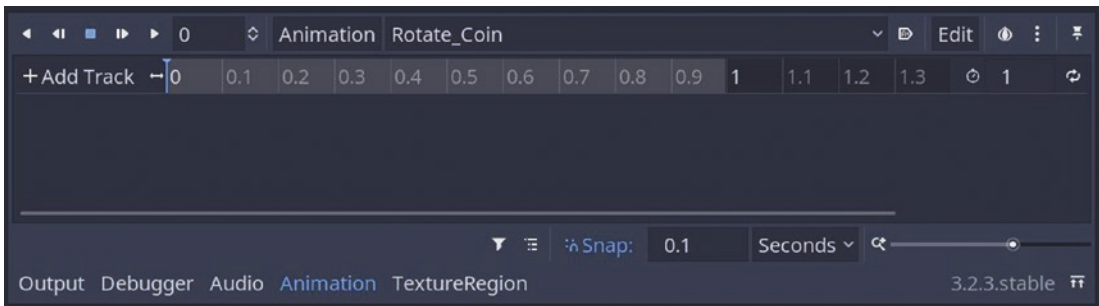 0 Animation Rotate_Coin Edit
+Add Track 0 0.1 0.2 0.3 0.4 0.5 0.6 0.7 0.8 0.9 1 1.1 1.2 1.3 1
Snap: 0.1 Seconds
Output Debugger Audio Animation TextureRegion 3.2.3.stable